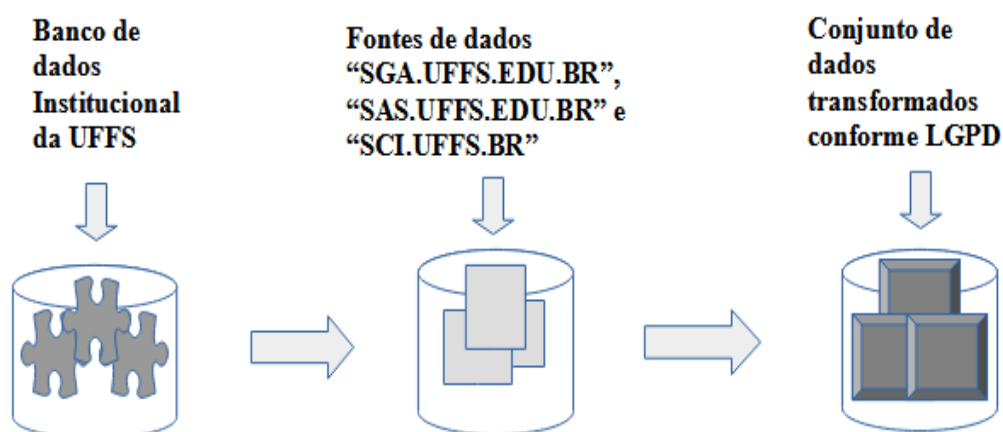 Banco de
dados
Institucional
da UFFS
Fontes de dados
“SGA.UFFS.EDU.BR”,
“SAS.UFFS.EDU.BR” e
“SCI.UFFS.BR”
Conjunto de
dados
transformados
conforme LGPD